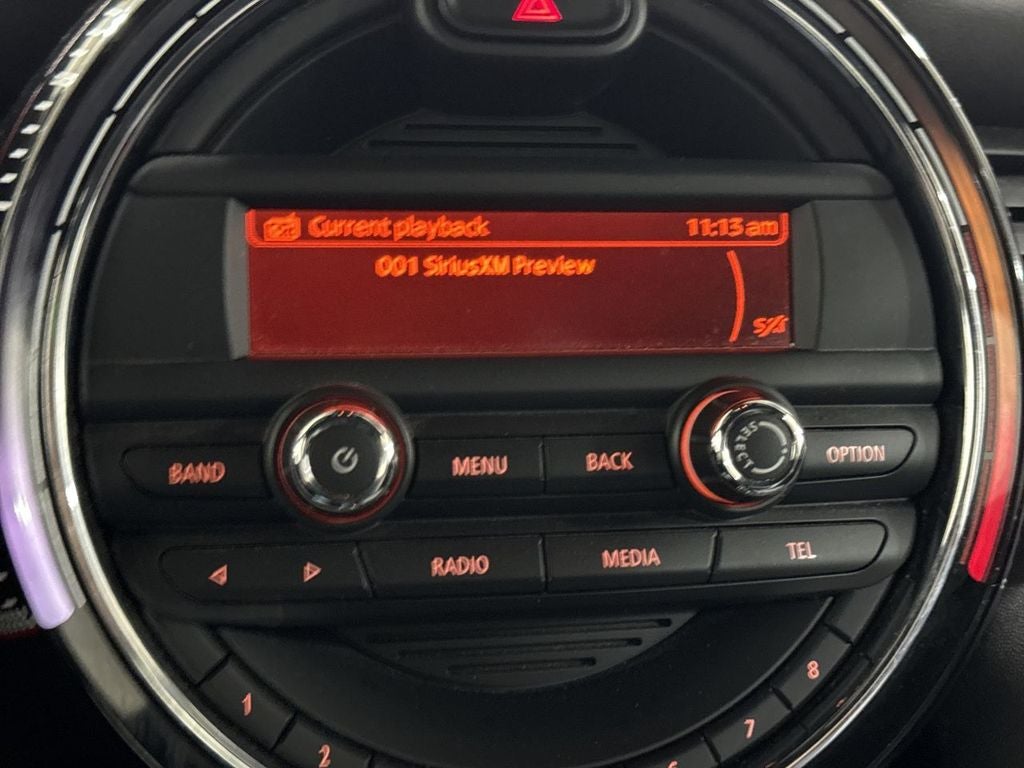 Current playback 11:13 am
001 SiriusXM Preview
BAND MENU BACK SELECT OPTION
RADIO MEDIA TEL
1 8
2 7